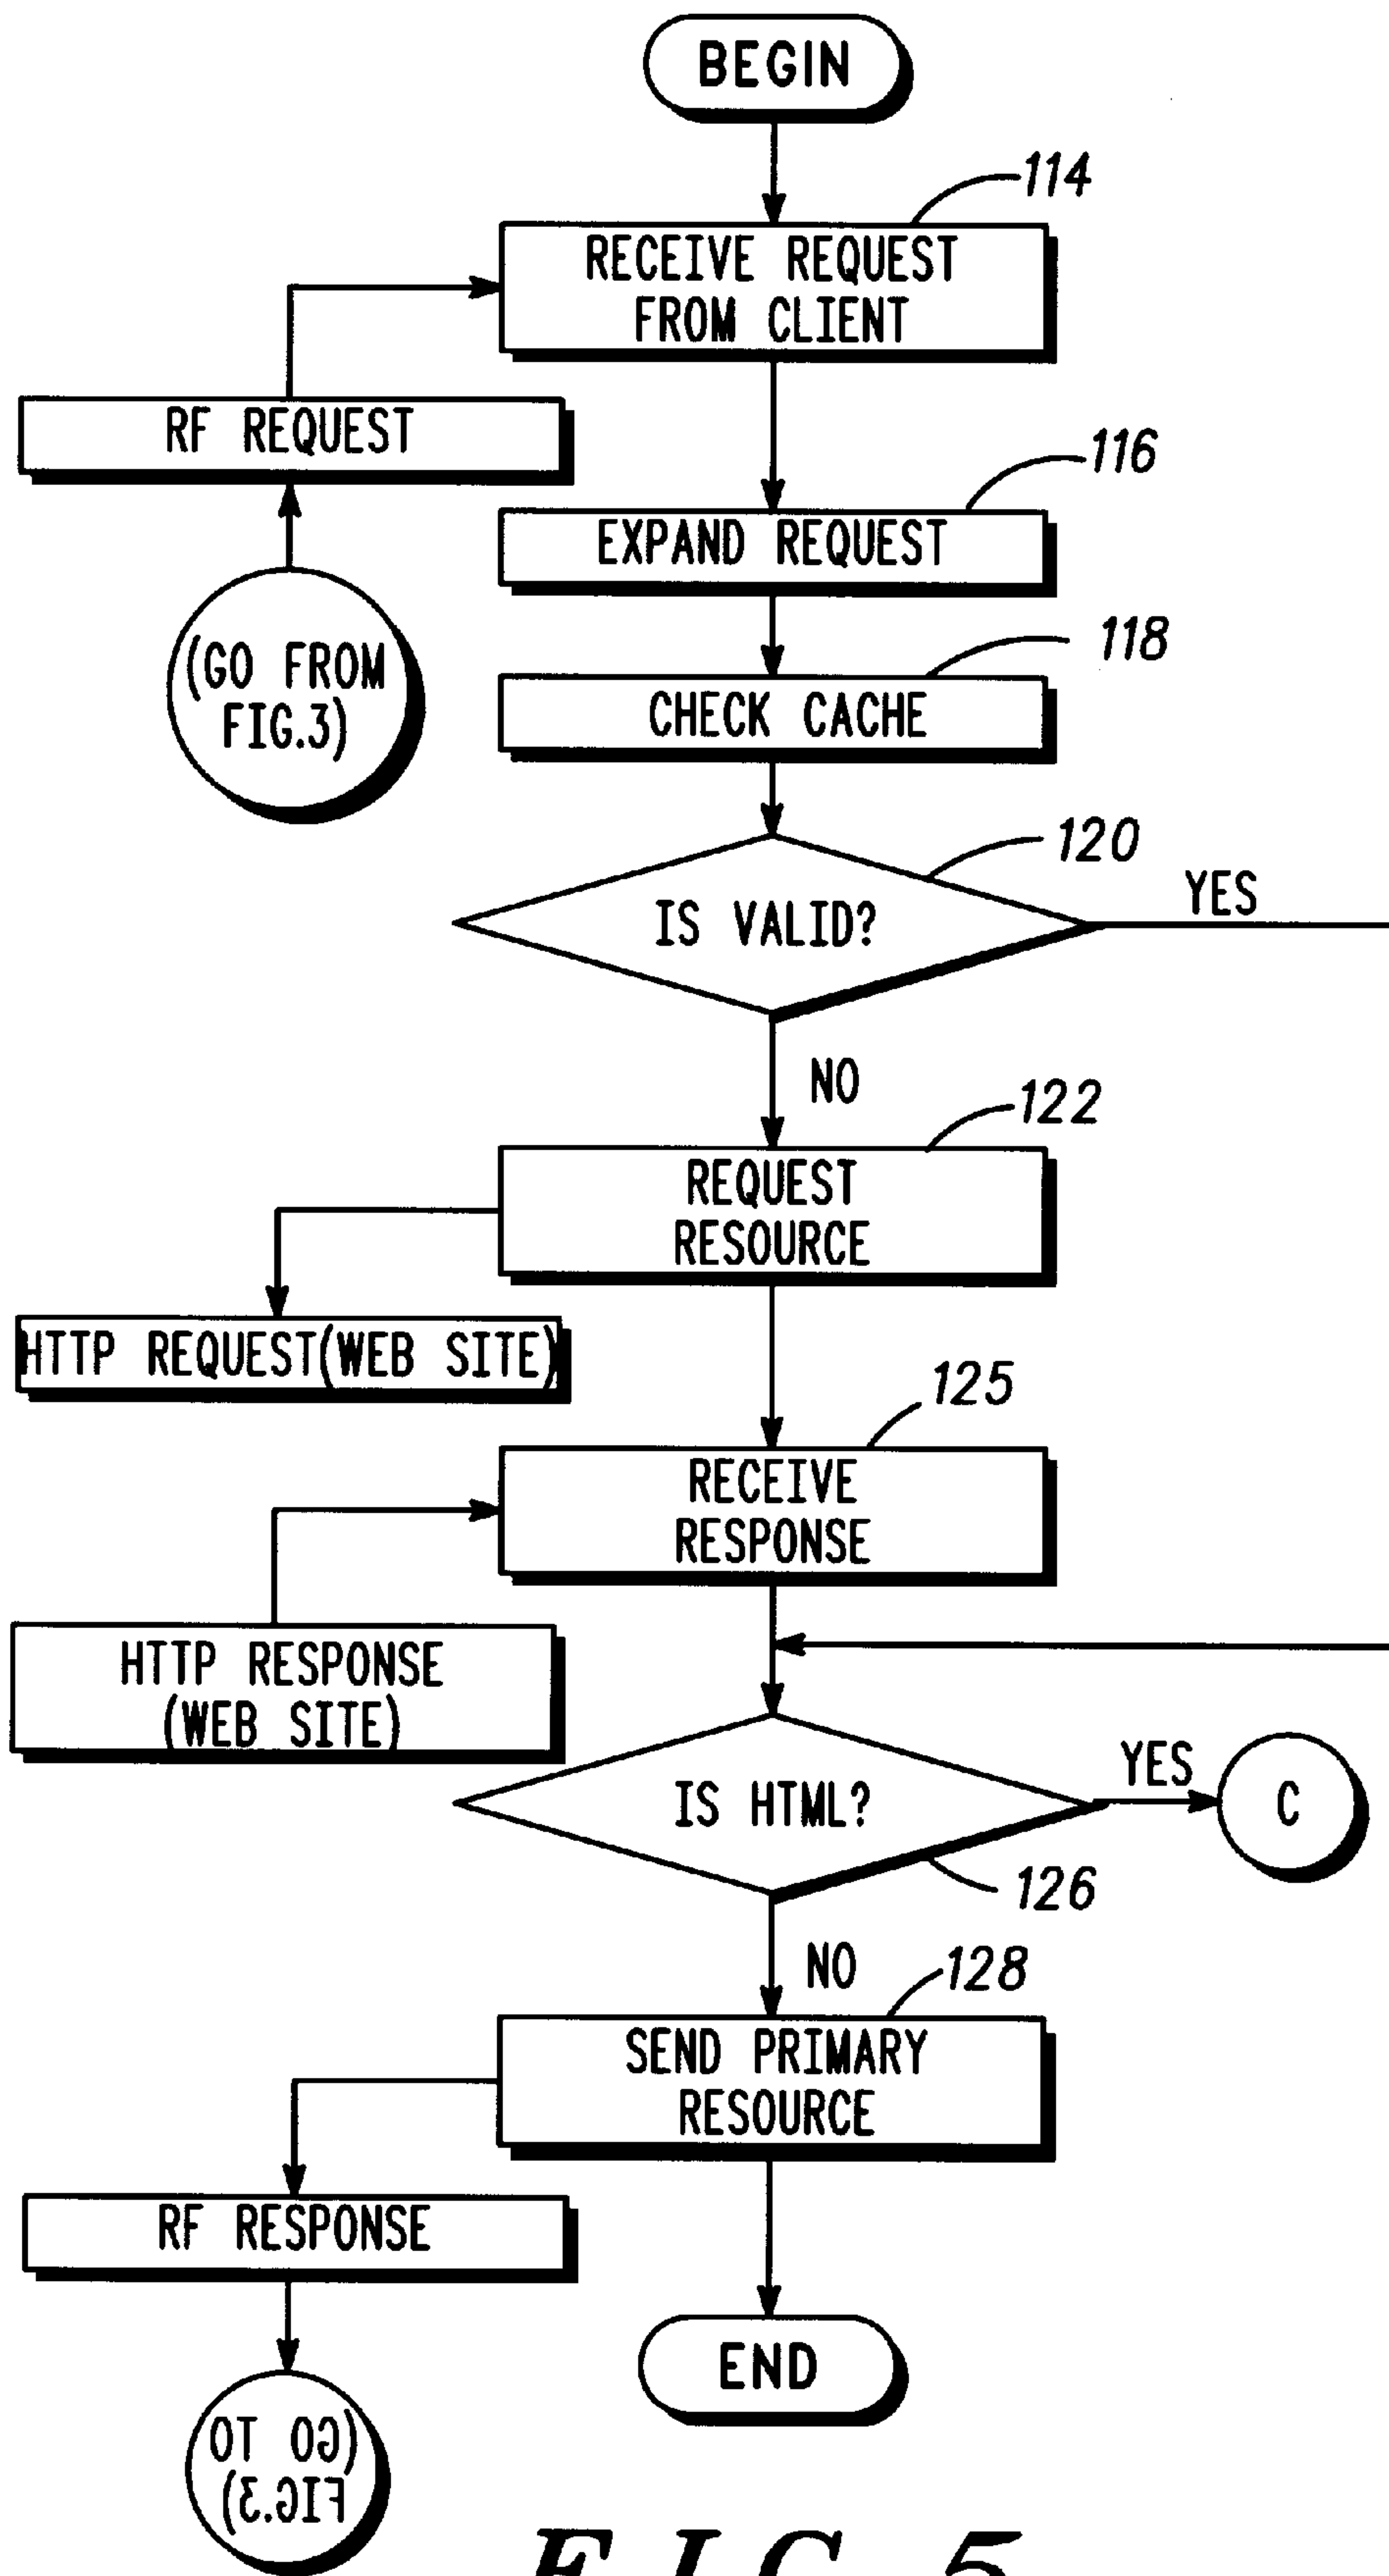 BEGIN
114
RECEIVE REQUEST
FROM CLIENT
RF REQUEST
116
EXPAND REQUEST
(GO FROM
FIG.3)
118
CHECK CACHE
120
IS VALID?
YES
NO
122
REQUEST
RESOURCE
HTTP REQUEST(WEB SITE)
125
RECEIVE
RESPONSE
HTTP RESPONSE
(WEB SITE)
IS HTML?
YES
C
126
NO
128
SEND PRIMARY
RESOURCE
RF RESPONSE
END
(GO TO
FIG.3)
FIG. 5